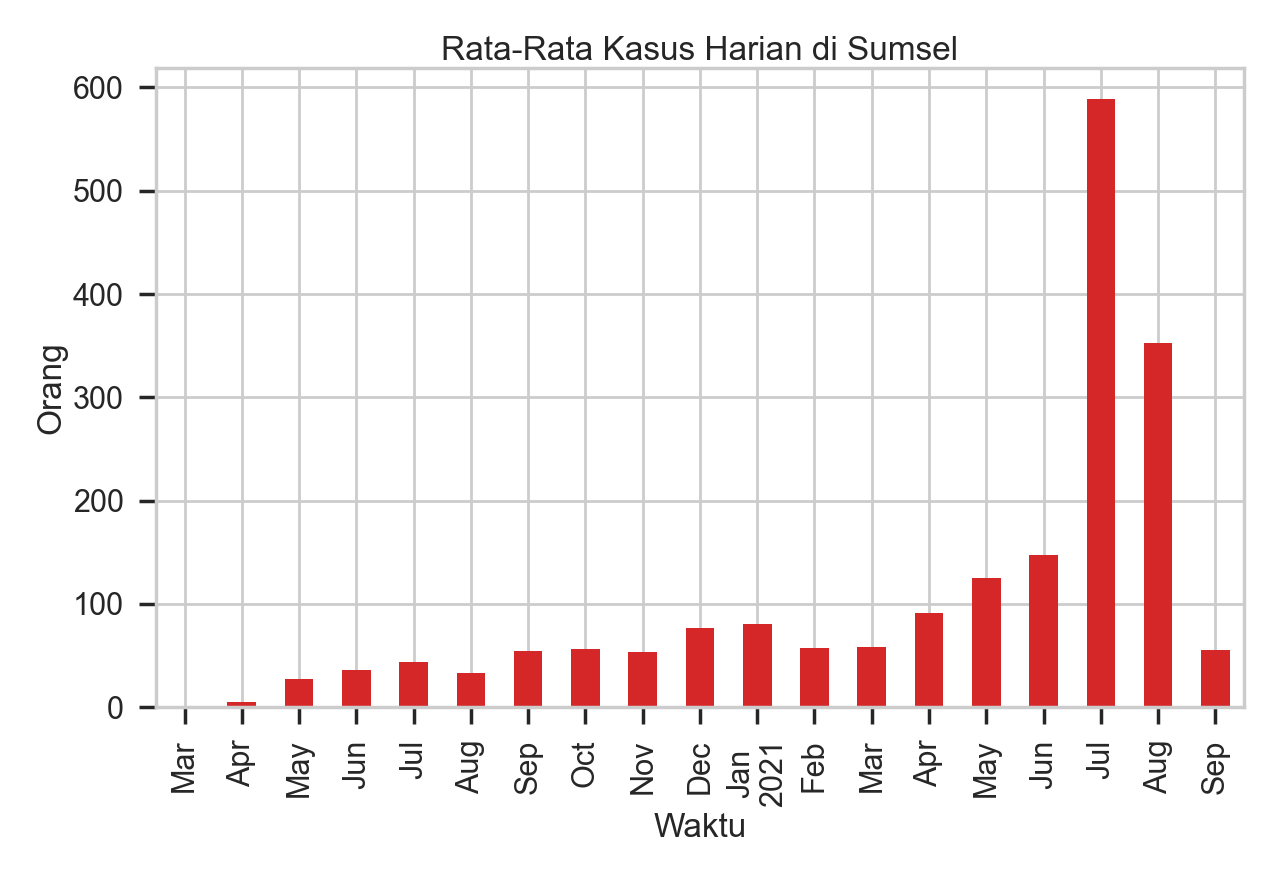 Rata-Rata Kasus Harian di Sumsel
600
500
400
300
200
100
0
Orang
Mar
Apr
May
Jun
Jul
Aug
Sep
Oct
Nov
Dec
Jan
2021
Feb
Mar
Apr
May
Jun
Jul
Aug
Sep
Waktu